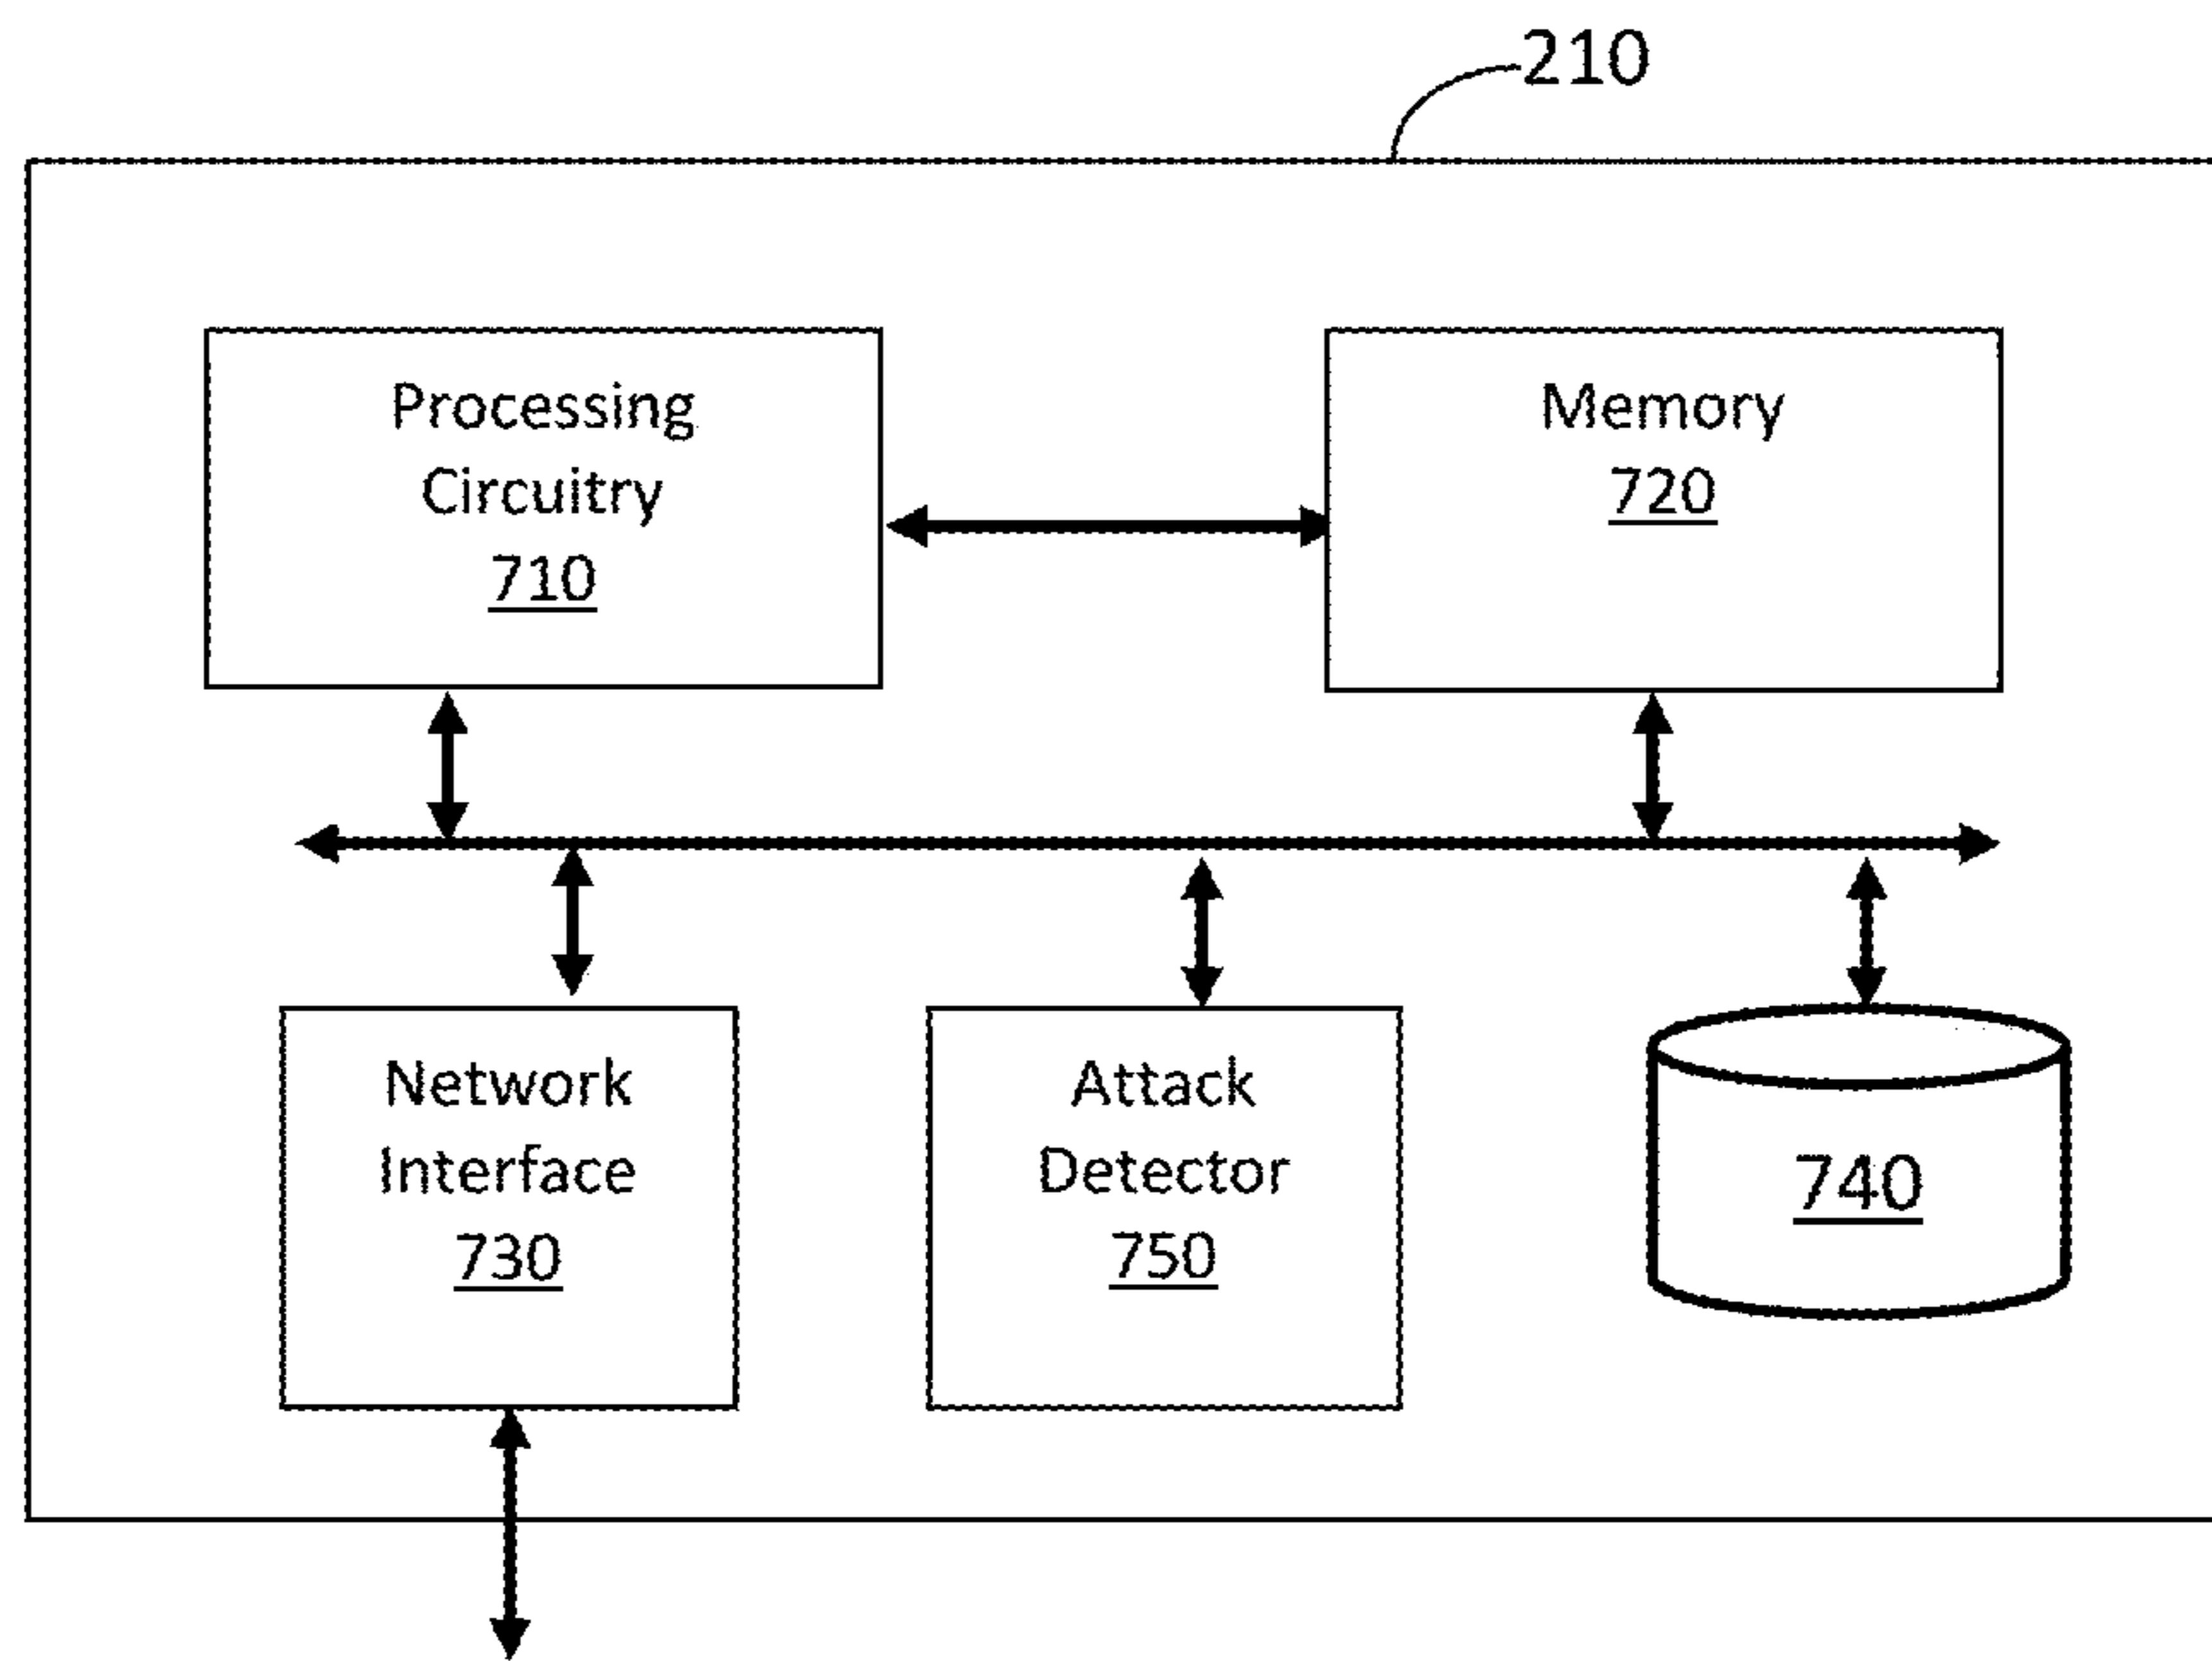 210
Processing
Circuitry
710
Memory
720
Network
Interface
730
Attack
Detector
750
740